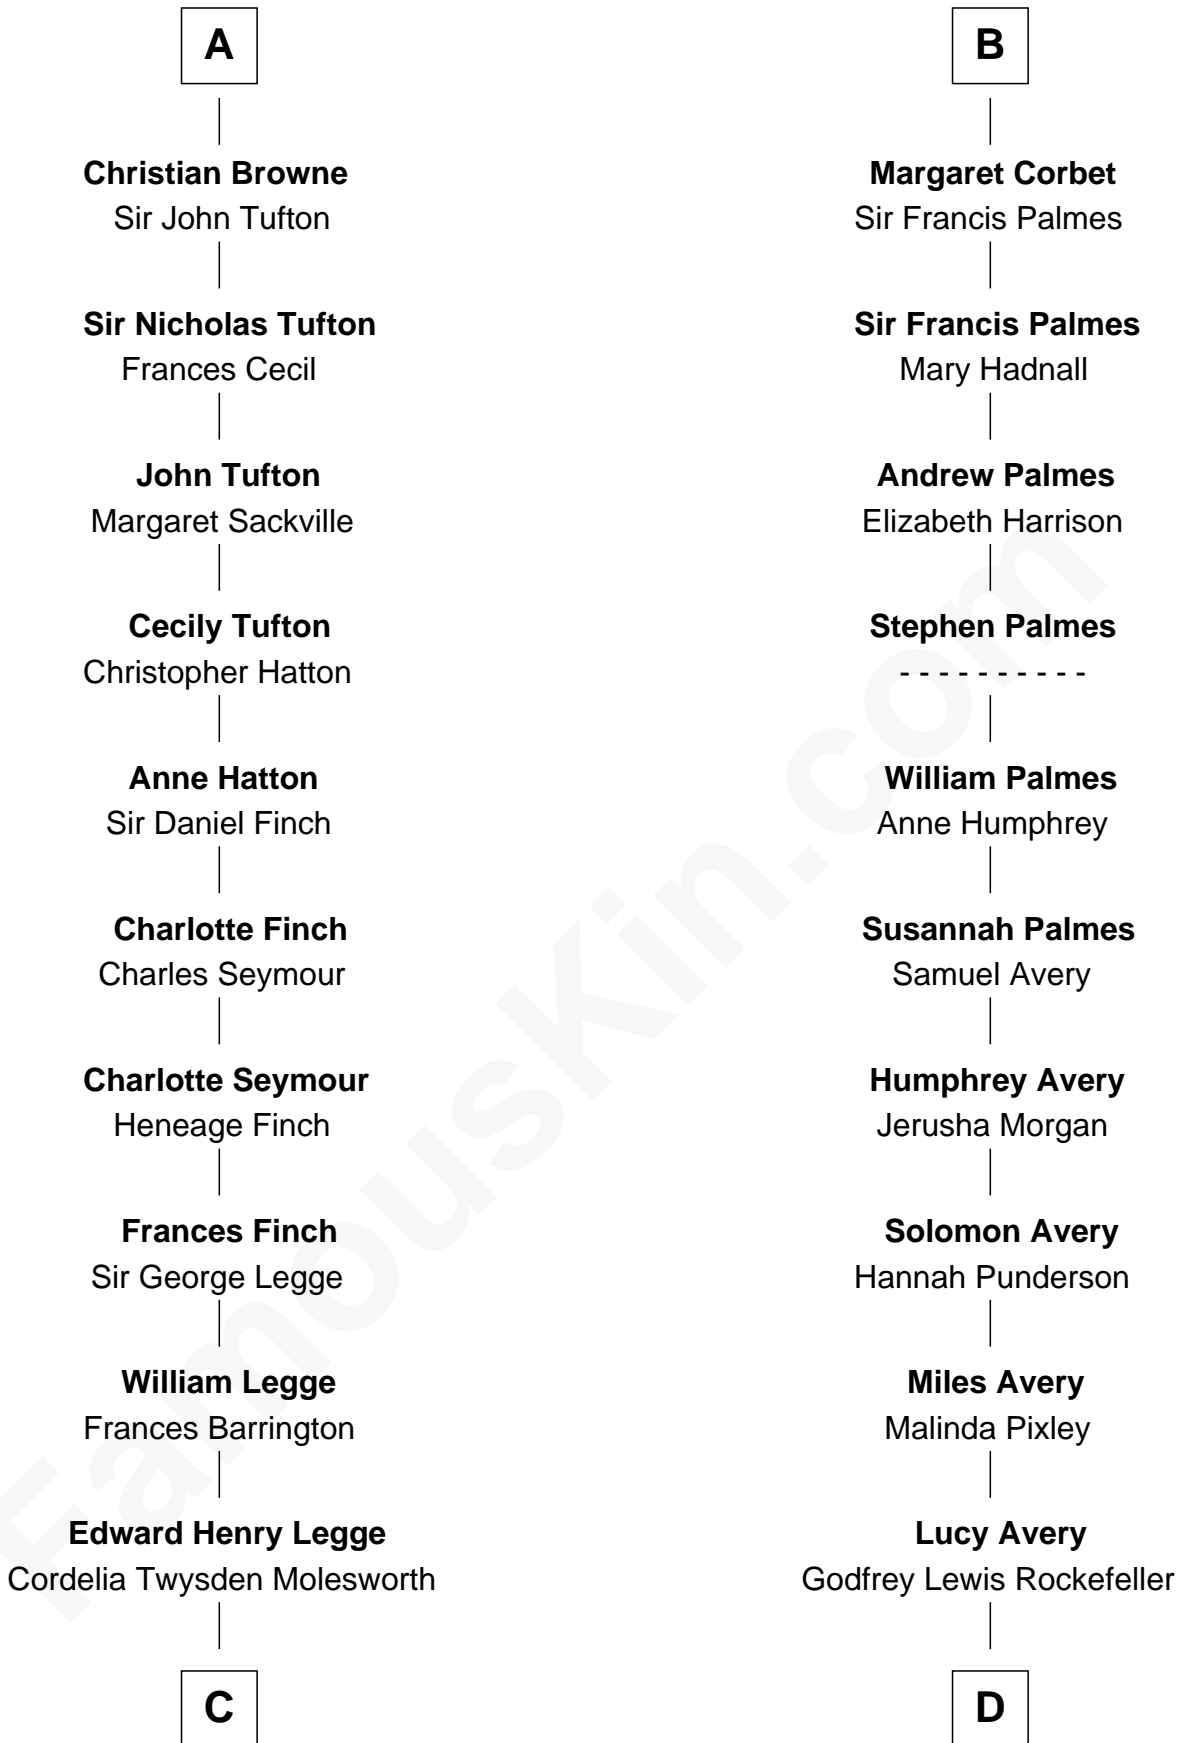 A
Christian Browne
Sir John Tufton
Sir Nicholas Tufton
Frances Cecil
John Tufton
Margaret Sackville
Cecily Tufton
Christopher Hatton
Anne Hatton
Sir Daniel Finch
Charlotte Finch
Charles Seymour
Charlotte Seymour
Heneage Finch
Frances Finch
Sir George Legge
William Legge
Frances Barrington
Edward Henry Legge
Cordelia Twysden Molesworth
C
B
Margaret Corbet
Sir Francis Palmes
Sir Francis Palmes
Mary Hadnall
Andrew Palmes
Elizabeth Harrison
Stephen Palmes
- - - - - - - - - -
William Palmes
Anne Humphrey
Susannah Palmes
Samuel Avery
Humphrey Avery
Jerusha Morgan
Solomon Avery
Hannah Punderson
Miles Avery
Malinda Pixley
Lucy Avery
Godfrey Lewis Rockefeller
D
FamousKin.com